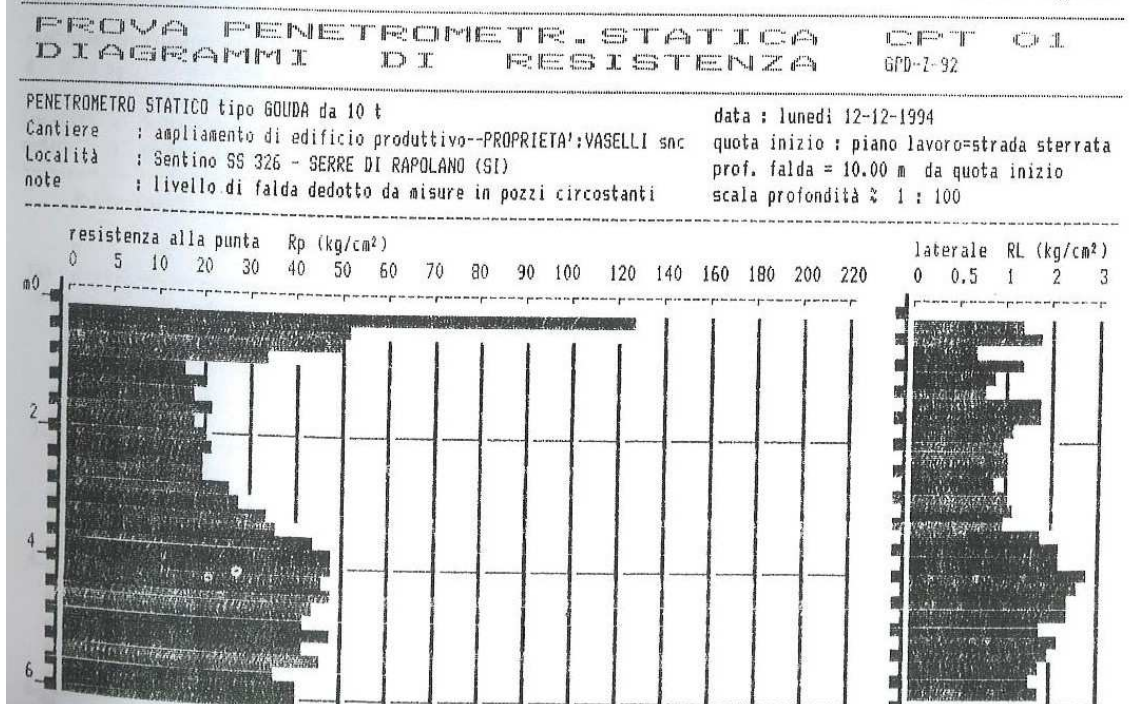 PROVA PENETROMETR.STATICA CPT 01
DIAGRAMMI DI RESISTENZA GPD-Z-92
PENETROMETRO STATICO tipo GOUDA da 10 t
data : lunedi 12-12-1994
Cantiere : ampliamento di edificio produttivo--PROPRIETA':VASELLI snc
quota inizio : piano lavoro=strada sterrata
Località : Sentino SS 326 - SERRE DI RAPOLANO (SI)
prof. falda = 10.00 m da quota inizio
note : livello di falda dedotto da misure in pozzi circostanti
scala profondità % 1 : 100
resistenza alla punta Rp (kg/cm²)
0 5 10 20 30 40 50 60 70 80 90 100 120 140 160 180 200 220
laterale RL (kg/cm²)
0 0.5 1 2 3
m0
2
4
6